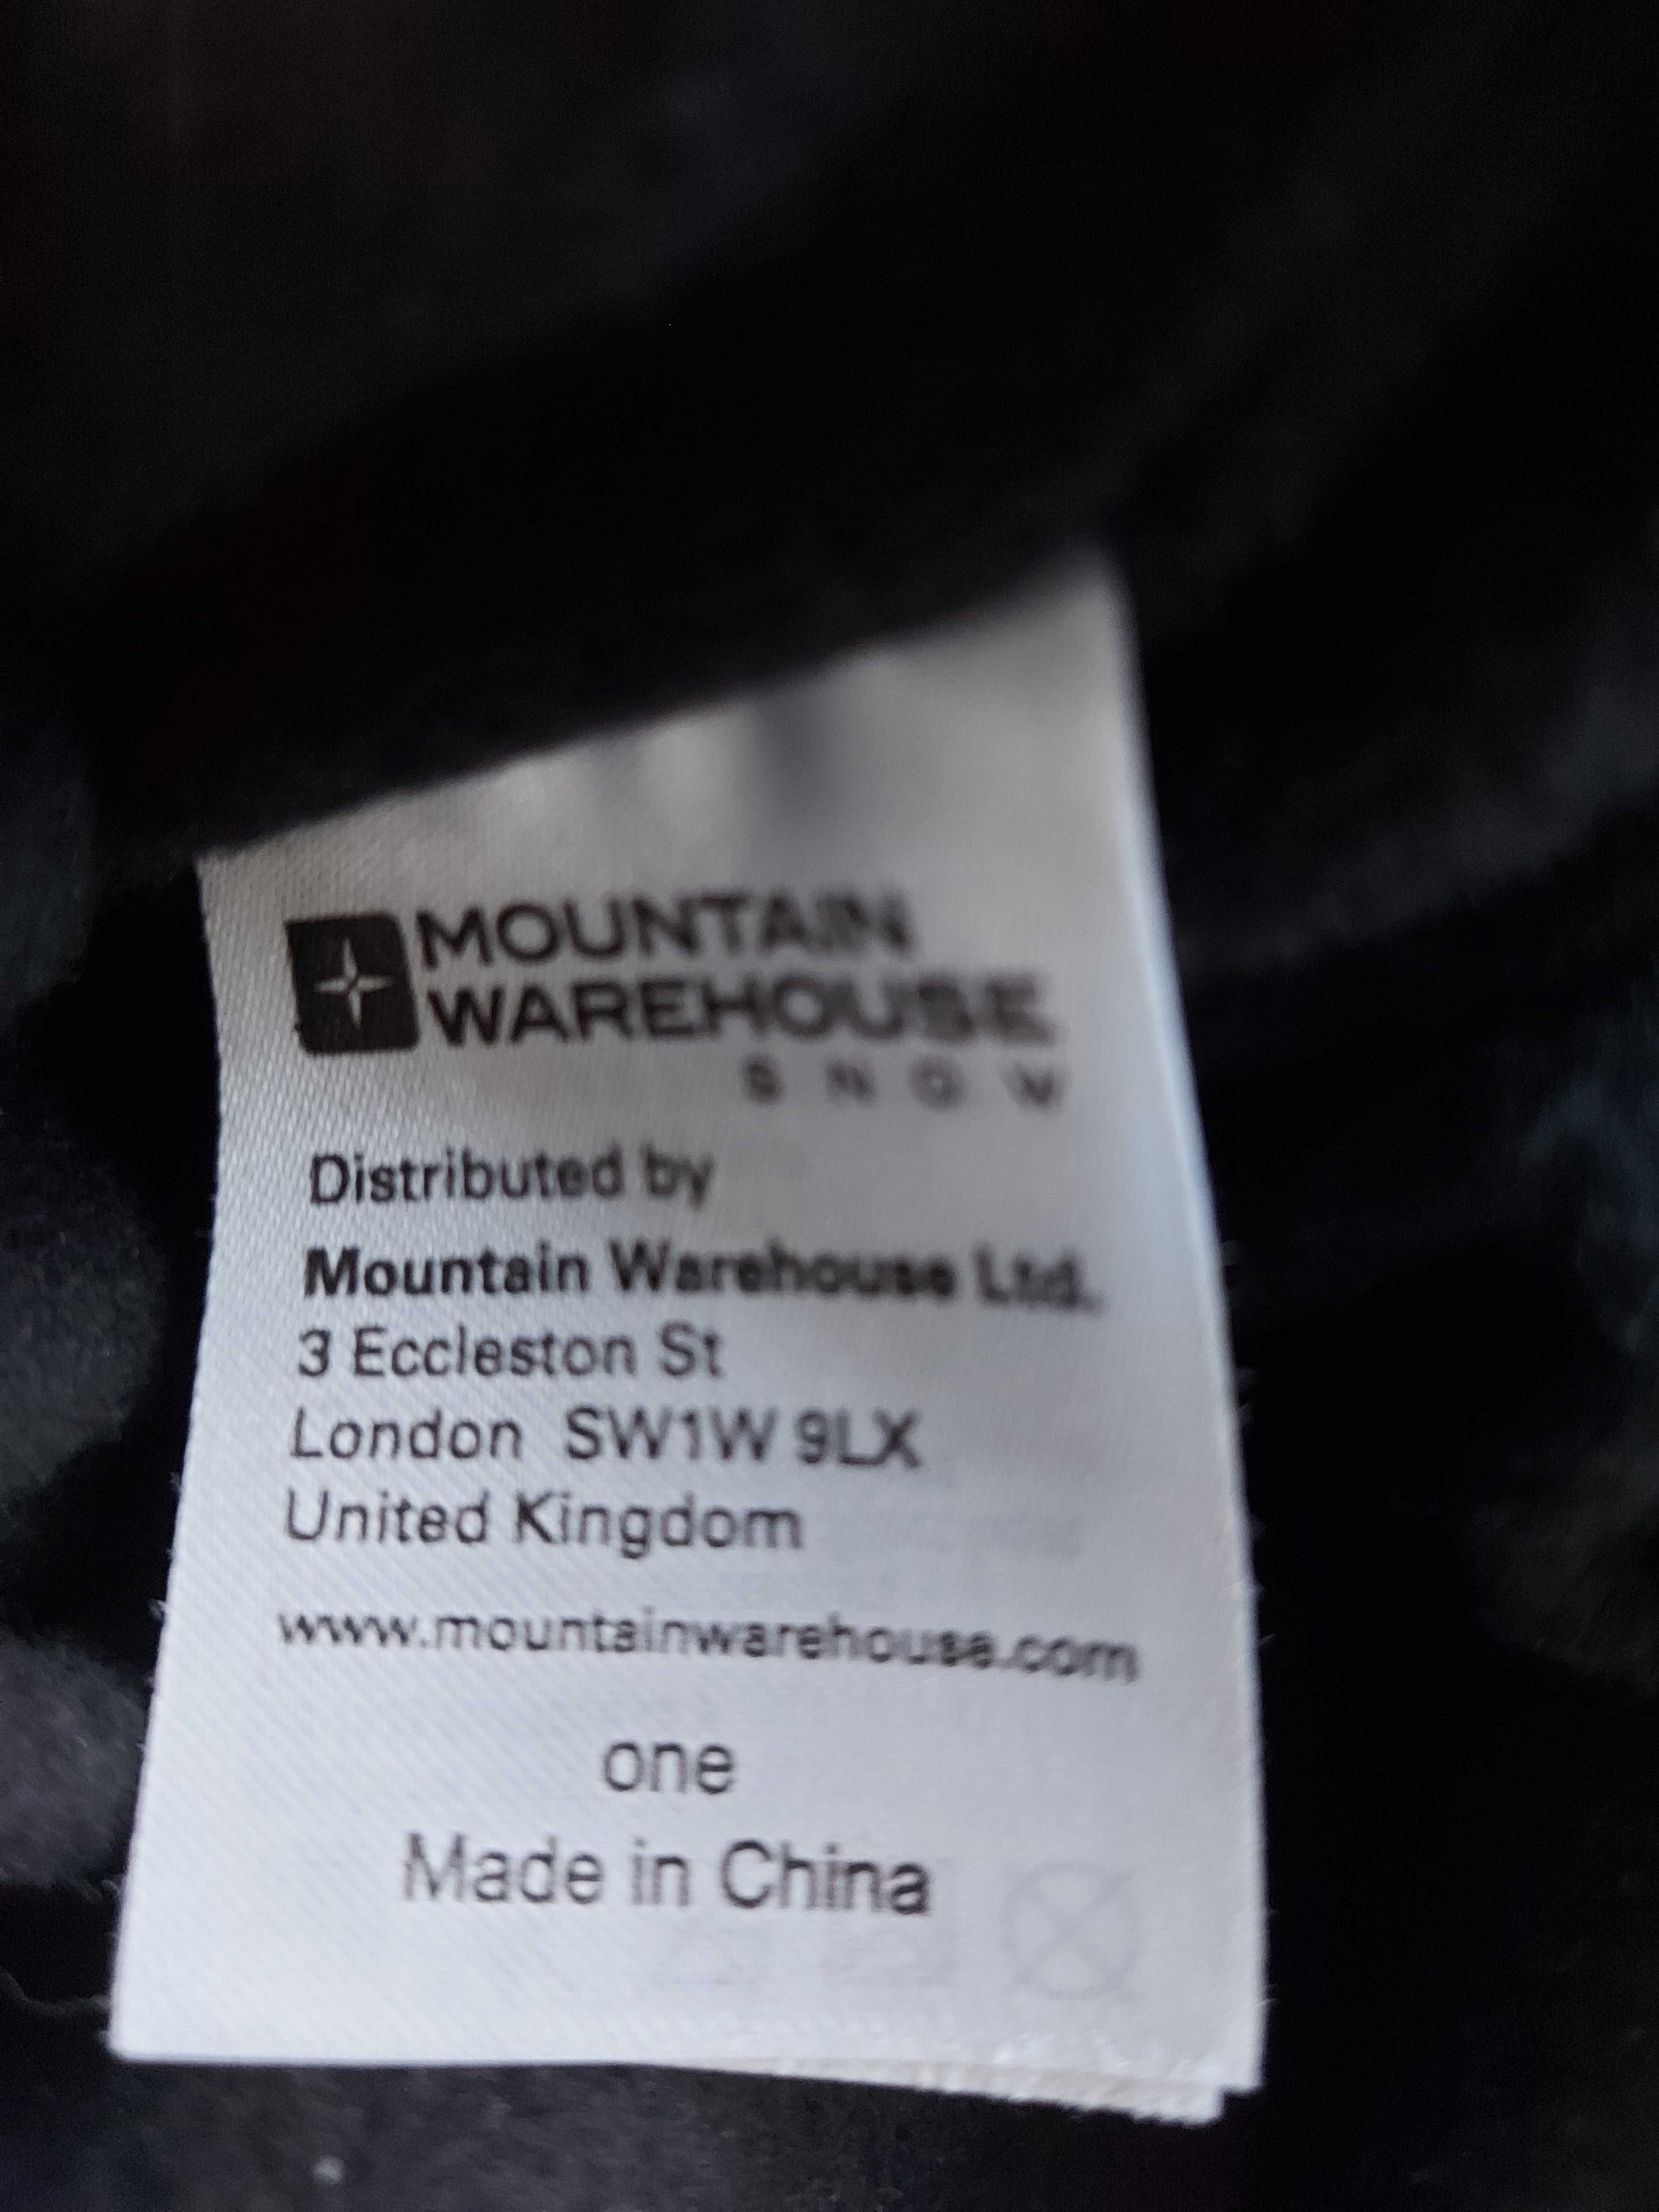 MOUNTAIN
WAREHOUSE
SNOW
Distributed by
Mountain Warehouse Ltd.
3 Eccleston St
London SW1W 9LX
United Kingdom
www.mountainwarehouse.com
one
Made in China